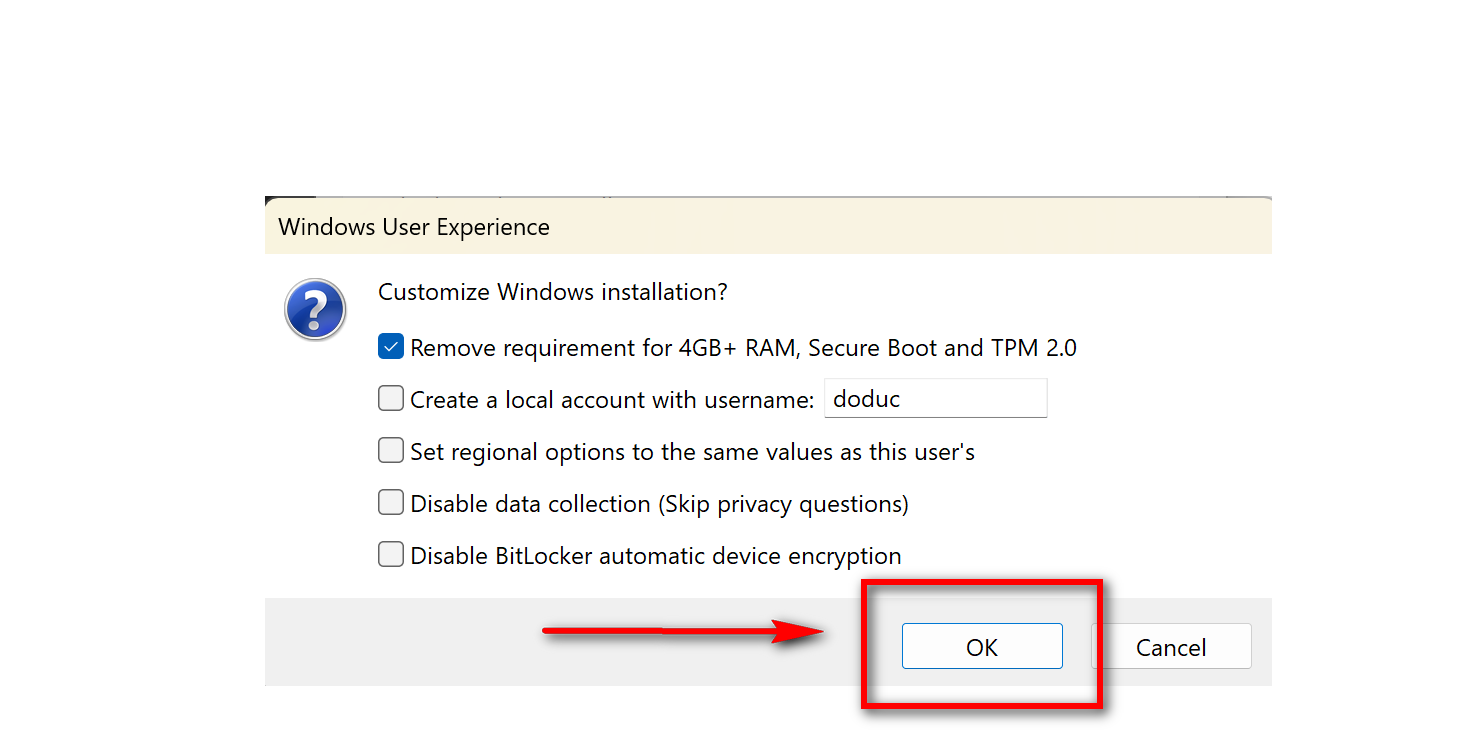 Windows User Experience
Customize Windows installation?
Remove requirement for 4GB+ RAM, Secure Boot and TPM 2.0
Create a local account with username: doduc
Set regional options to the same values as this user's
Disable data collection (Skip privacy questions)
Disable BitLocker automatic device encryption
OK Cancel